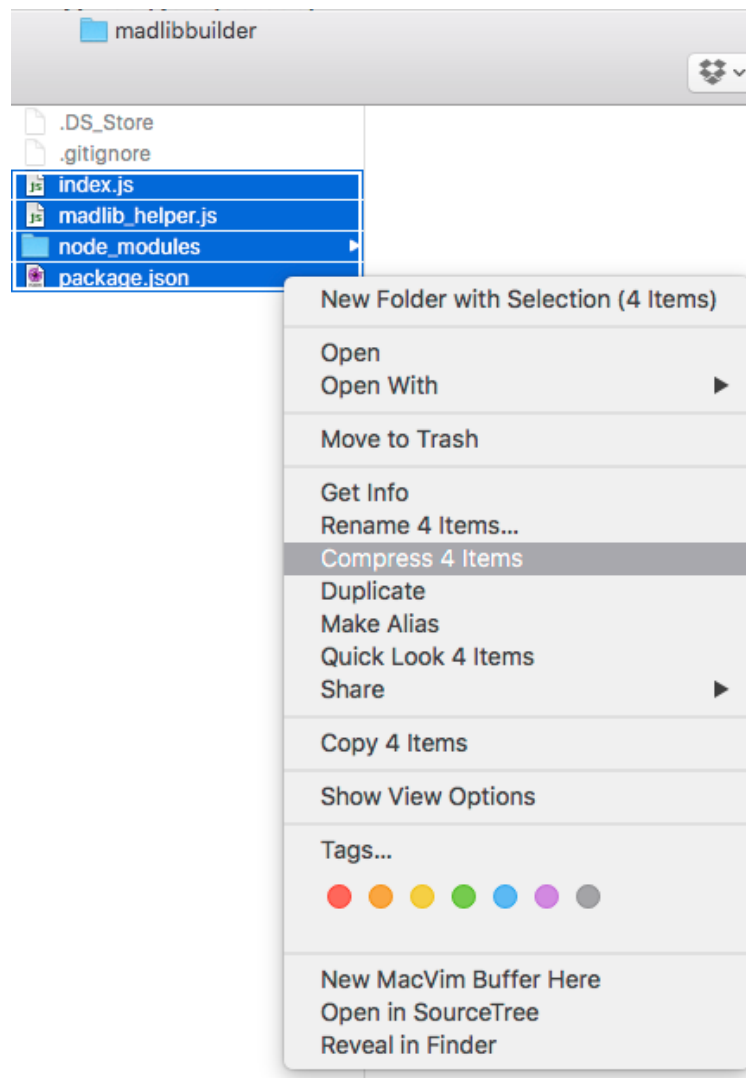 madlibbuilder
.DS_Store
.gitignore
index.js
madlib_helper.js
node_modules
package.json
New Folder with Selection (4 Items)
Open
Open With
Move to Trash
Get Info
Rename 4 Items...
Compress 4 Items
Duplicate
Make Alias
Quick Look 4 Items
Share
Copy 4 Items
Show View Options
Tags...
New MacVim Buffer Here
Open in SourceTree
Reveal in Finder